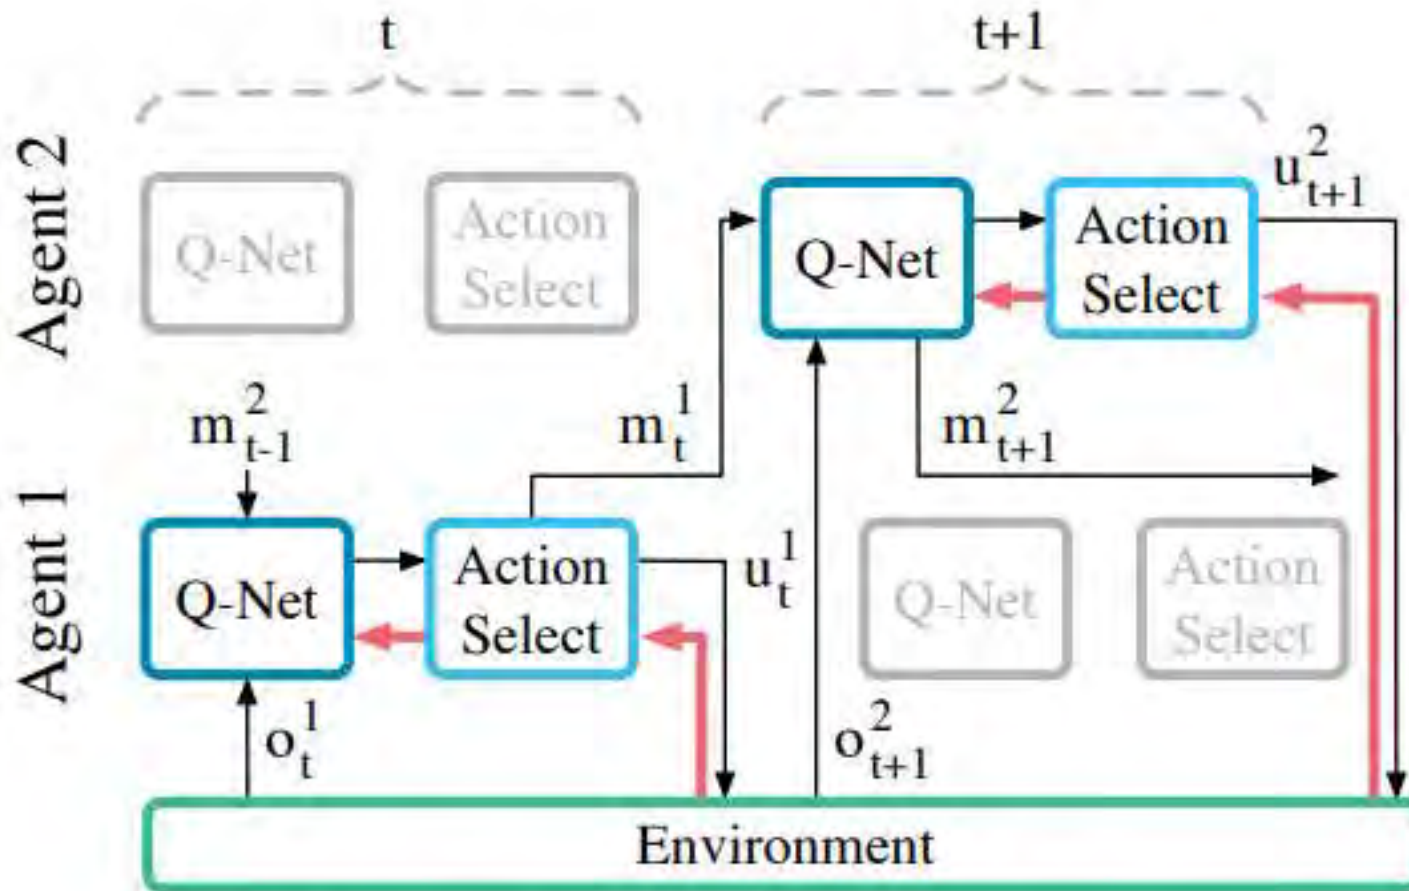 t
t+1
Agent 2
Q-Net
Action
Select
Q-Net
Action
Select
u²ₜ₊₁
m²ₜ₋₁
m¹ₜ
m²ₜ₊₁
Agent 1
Q-Net
Action
Select
u¹ₜ
Q-Net
Action
Select
o¹ₜ
o²ₜ₊₁
Environment